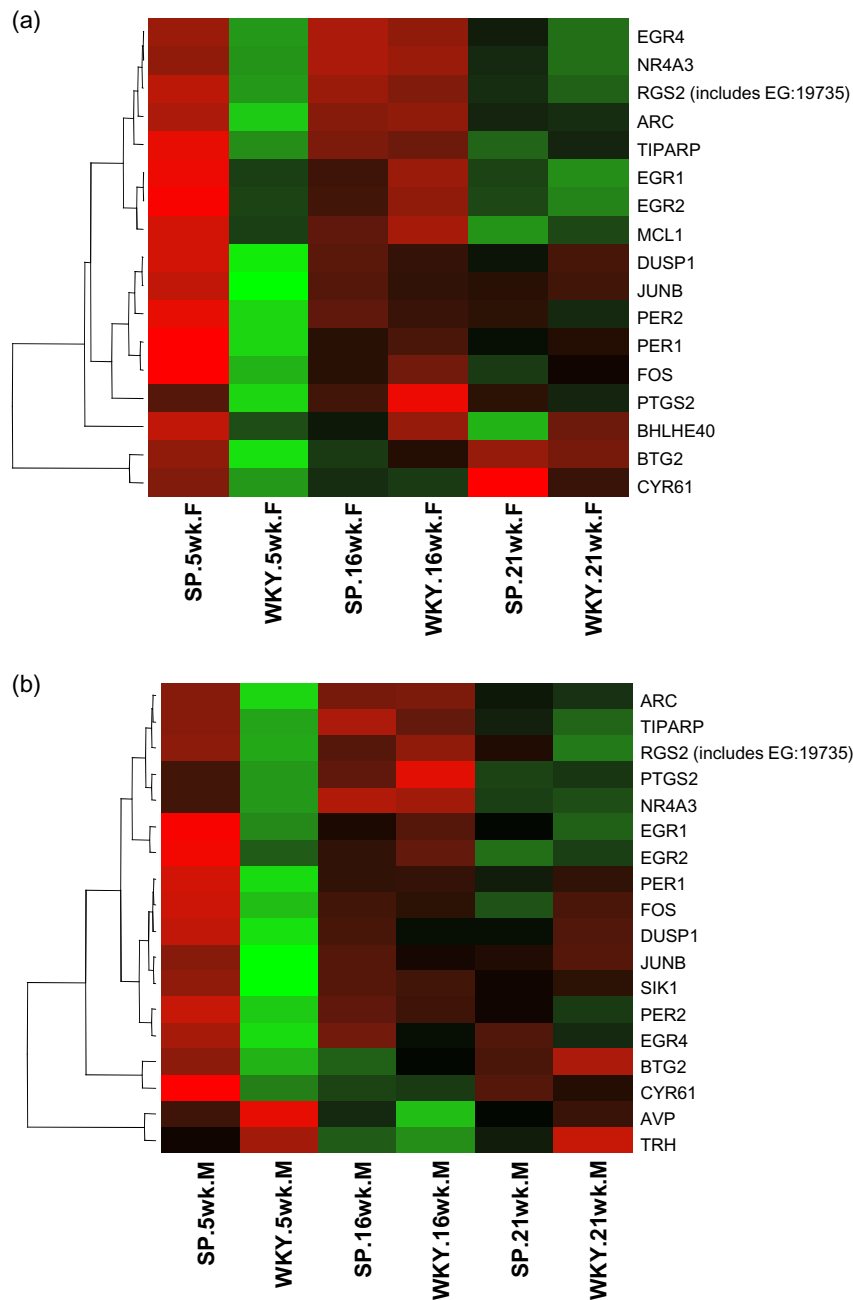 (a)
EGR4
NR4A3
RGS2 (includes EG:19735)
ARC
TIPARP
EGR1
EGR2
MCL1
DUSP1
JUNB
PER2
PER1
FOS
PTGS2
BHLHE40
BTG2
CYR61
SP.5wk.F
WKY.5wk.F
SP.16wk.F
WKY.16wk.F
SP.21wk.F
WKY.21wk.F
(b)
ARC
TIPARP
RGS2 (includes EG:19735)
PTGS2
NR4A3
EGR1
EGR2
PER1
FOS
DUSP1
JUNB
SIK1
PER2
EGR4
BTG2
CYR61
AVP
TRH
SP.5wk.M
WKY.5wk.M
SP.16wk.M
WKY.16wk.M
SP.21wk.M
WKY.21wk.M